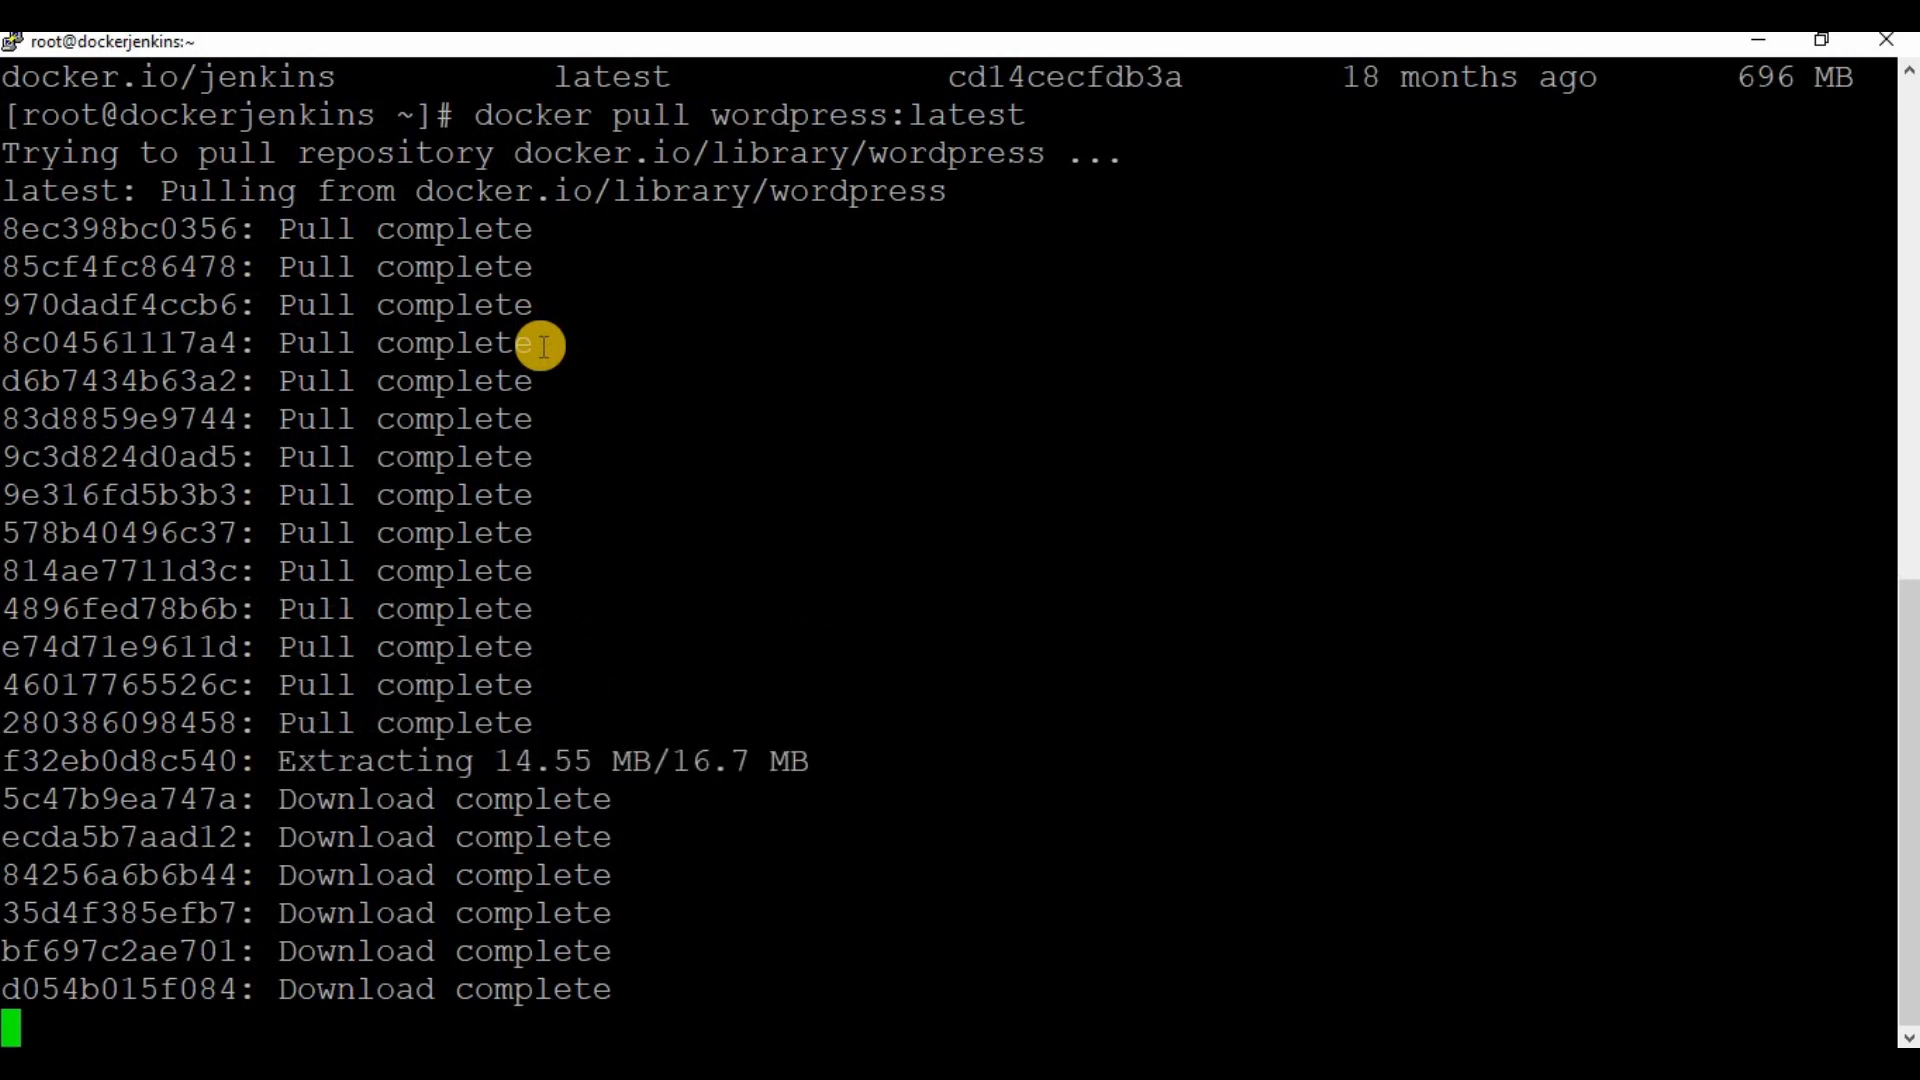 root@dockerjenkins:~
docker.io/jenkins latest cd14cecfdb3a 18 months ago 696 MB
[root@dockerjenkins ~]# docker pull wordpress:latest
Trying to pull repository docker.io/library/wordpress ...
latest: Pulling from docker.io/library/wordpress
8ec398bc0356: Pull complete
85cf4fc86478: Pull complete
970dadf4ccb6: Pull complete
8c04561117a4: Pull complete
d6b7434b63a2: Pull complete
83d8859e9744: Pull complete
9c3d824d0ad5: Pull complete
9e316fd5b3b3: Pull complete
578b40496c37: Pull complete
814ae7711d3c: Pull complete
4896fed78b6b: Pull complete
e74d71e9611d: Pull complete
46017765526c: Pull complete
280386098458: Pull complete
f32eb0d8c540: Extracting 14.55 MB/16.7 MB
5c47b9ea747a: Download complete
ecda5b7aad12: Download complete
84256a6b6b44: Download complete
35d4f385efb7: Download complete
bf697c2ae701: Download complete
d054b015f084: Download complete